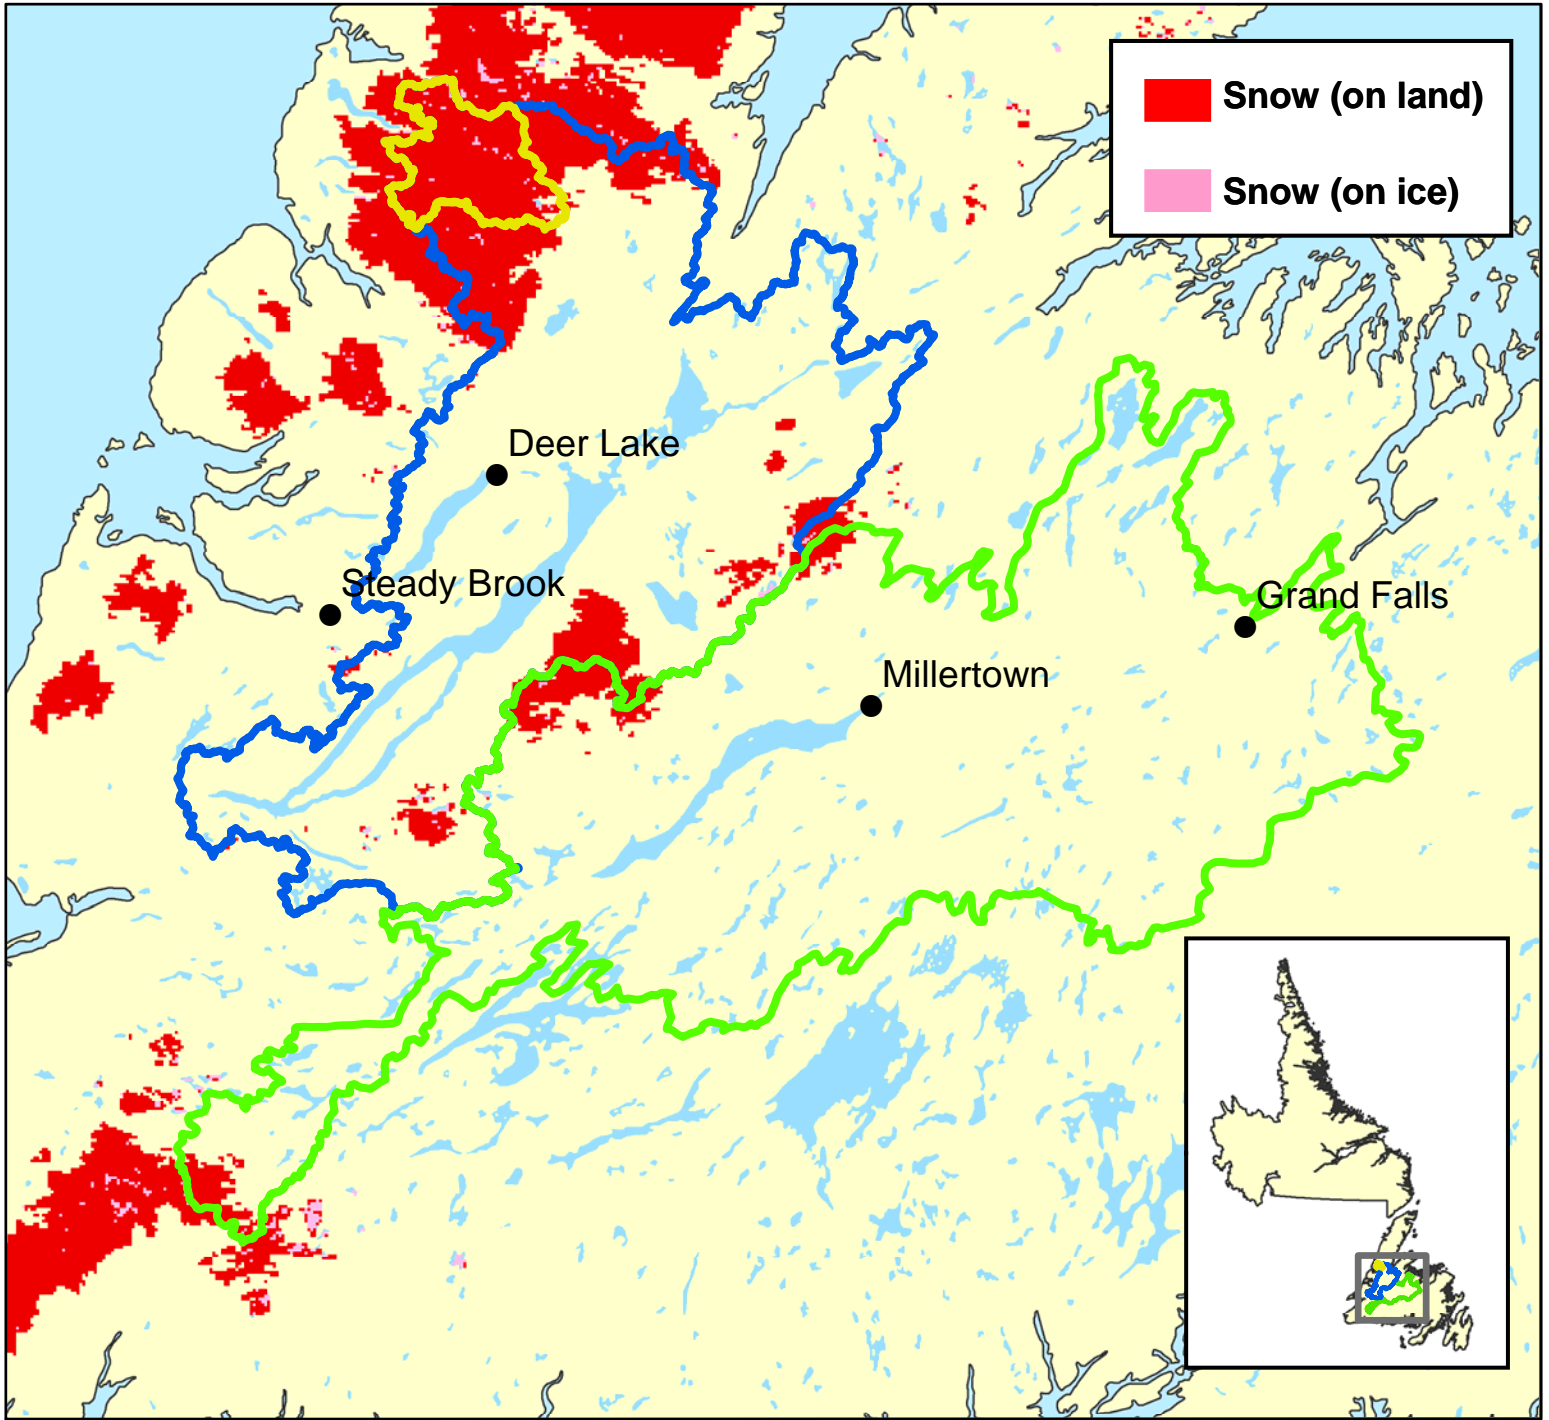 Snow (on land)
Snow (on ice)
Deer Lake
Steady Brook
Grand Falls
Millertown